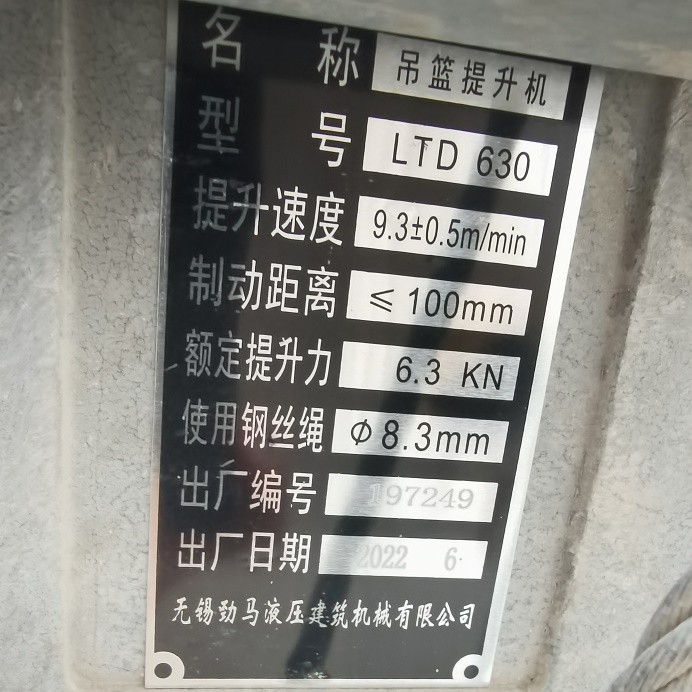 名称 吊篮提升机
型号 LTD 630
提升速度 9.3±0.5m/min
制动距离 ≤100mm
额定提升力 6.3 KN
使用钢丝绳 Φ8.3mm
出厂编号 197249
出厂日期 2022 6
无锡劲马液压建筑机械有限公司